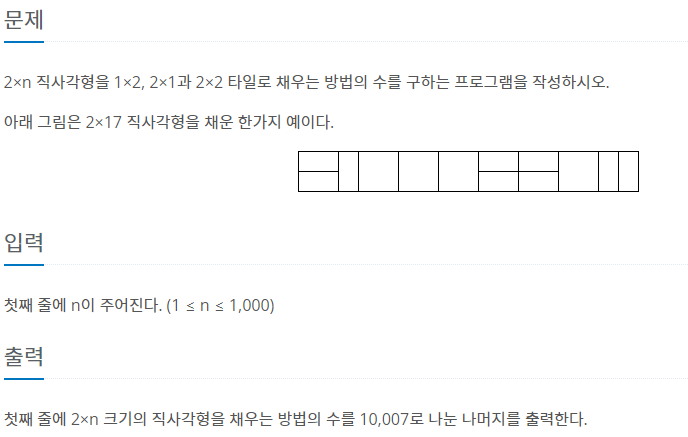 문제
2×n 직사각형을 1×2, 2×1과 2×2 타일로 채우는 방법의 수를 구하는 프로그램을 작성하시오.
아래 그림은 2×17 직사각형을 채운 한가지 예이다.
입력
첫째 줄에 n이 주어진다. (1 ≤ n ≤ 1,000)
출력
첫째 줄에 2×n 크기의 직사각형을 채우는 방법의 수를 10,007로 나눈 나머지를 출력한다.